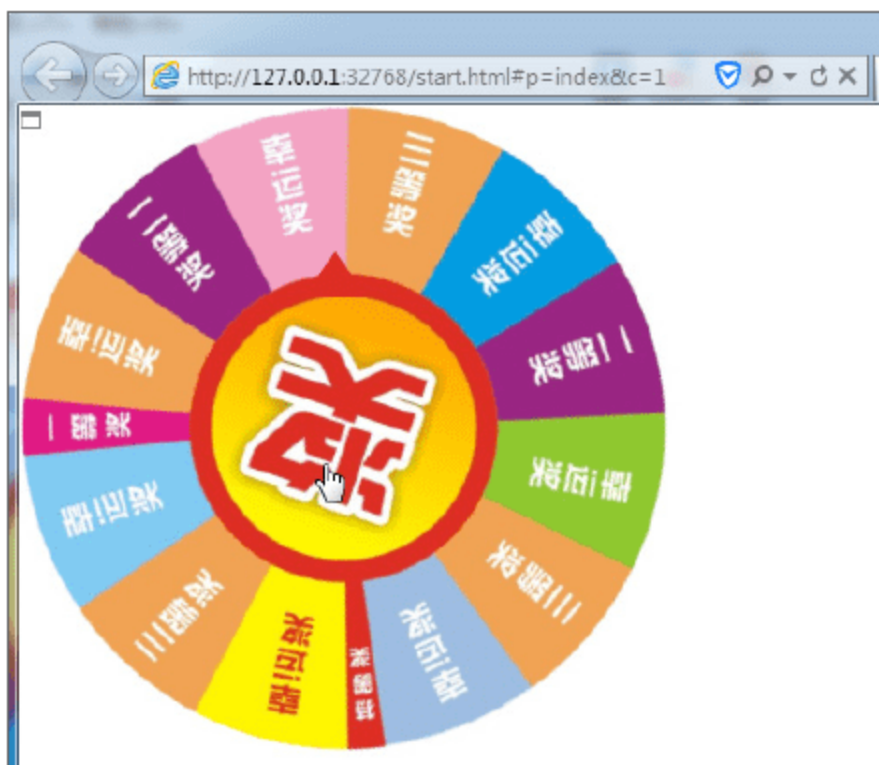 http://127.0.0.1:32768/start.html#p=index&c=1
幸运奖
三等奖
幸运奖
二等奖
幸运奖
三等奖
幸运奖
特等奖
幸运奖
三等奖
幸运奖
一等奖
幸运奖
二等奖
奖